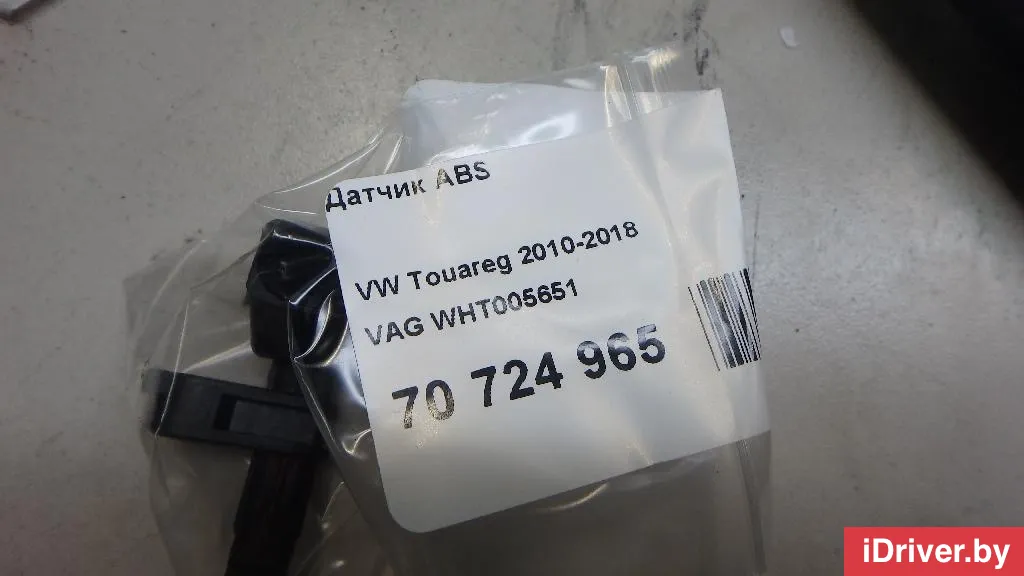 Датчик ABS
VW Touareg 2010-2018
VAG WHT005651
70 724 965
iDriver.by